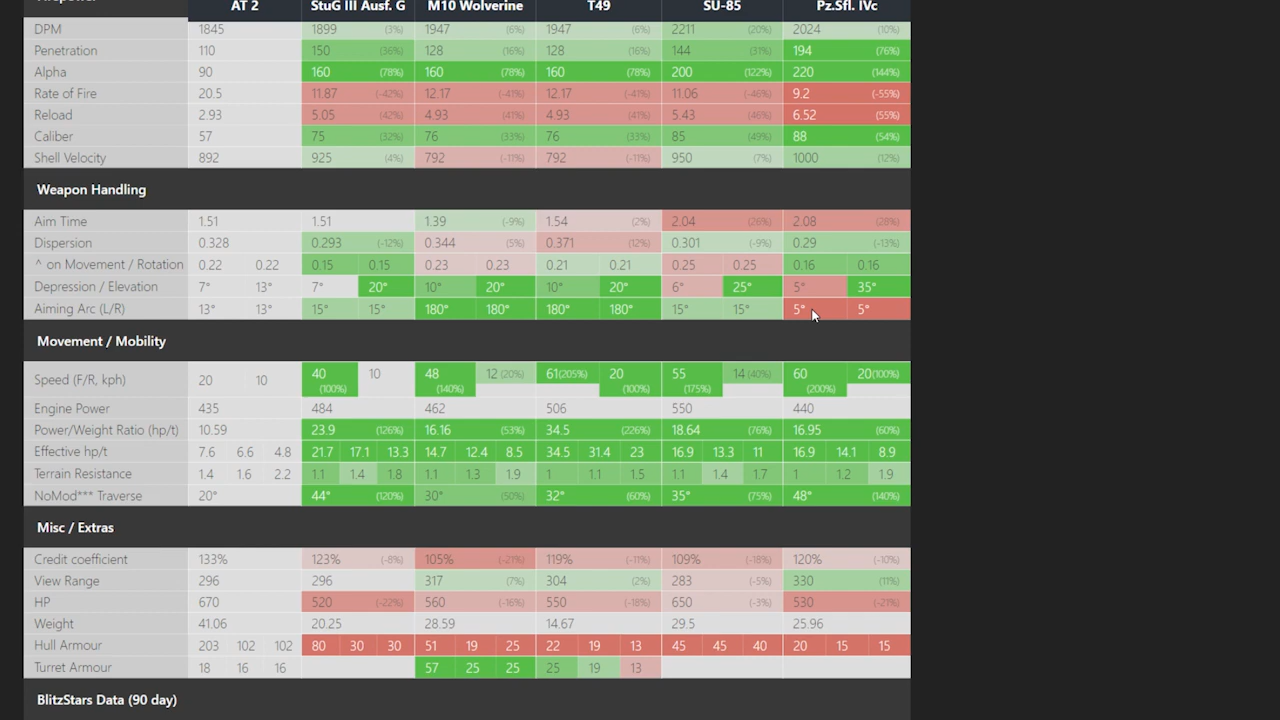 AT 2 StuG III Ausf. G M10 Wolverine T49 SU-85 Pz.Sfl. IVc
DPM 1845 1899 (3%) 1947 (6%) 1947 (6%) 2211 (20%) 2024 (10%)
Penetration 110 150 (36%) 128 (16%) 128 (16%) 144 (31%) 194 (76%)
Alpha 90 160 (78%) 160 (78%) 160 (78%) 200 (122%) 220 (144%)
Rate of Fire 20.5 11.87 (-42%) 12.17 (-41%) 12.17 (-41%) 11.06 (-46%) 9.2 (-55%)
Reload 2.93 5.05 (42%) 4.93 (41%) 4.93 (41%) 5.43 (46%) 6.52 (55%)
Caliber 57 75 (32%) 76 (33%) 76 (33%) 85 (49%) 88 (54%)
Shell Velocity 892 925 (4%) 792 (-11%) 792 (-11%) 950 (7%) 1000 (12%)
Weapon Handling
Aim Time 1.51 1.51 1.39 (-9%) 1.54 (2%) 2.04 (26%) 2.08 (28%)
Dispersion 0.328 0.293 (-12%) 0.344 (5%) 0.371 (12%) 0.301 (-9%) 0.29 (-13%)
^ on Movement / Rotation 0.22 0.22 0.15 0.15 0.23 0.23 0.21 0.21 0.25 0.25 0.16 0.16
Depression / Elevation 7° 13° 7° 20° 10° 20° 10° 20° 6° 25° 5° 35°
Aiming Arc (L/R) 13° 13° 15° 15° 180° 180° 180° 180° 15° 15° 5° 5°
Movement / Mobility
Speed (F/R, kph) 20 10 40 (100%) 10 48 (140%) 12 (20%) 61(205%) 20 (100%) 55 (175%) 14 (40%) 60 (200%) 20(100%)
Engine Power 435 484 462 506 550 440
Power/Weight Ratio (hp/t) 10.59 23.9 (126%) 16.16 (53%) 34.5 (226%) 18.64 (76%) 16.95 (60%)
Effective hp/t 7.6 6.6 4.8 21.7 17.1 13.3 14.7 12.4 8.5 34.5 31.4 23 16.9 13.3 11 16.9 14.1 8.9
Terrain Resistance 1.4 1.6 2.2 1.1 1.4 1.8 1.1 1.3 1.9 1 1.1 1.5 1.1 1.4 1.7 1 1.2 1.9
NoMod*** Traverse 20° 44° (120%) 30° (50%) 32° (60%) 35° (75%) 48° (140%)
Misc / Extras
Credit coefficient 133% 123% (-8%) 105% (-21%) 119% (-11%) 109% (-18%) 120% (-10%)
View Range 296 296 317 (7%) 304 (2%) 283 (-5%) 330 (11%)
HP 670 520 (-22%) 560 (-16%) 550 (-18%) 650 (-3%) 530 (-21%)
Weight 41.06 20.25 28.59 14.67 29.5 25.96
Hull Armour 203 102 102 80 30 30 51 19 25 22 19 13 45 45 40 20 15 15
Turret Armour 18 16 16 57 25 25 25 19 13
BlitzStars Data (90 day)